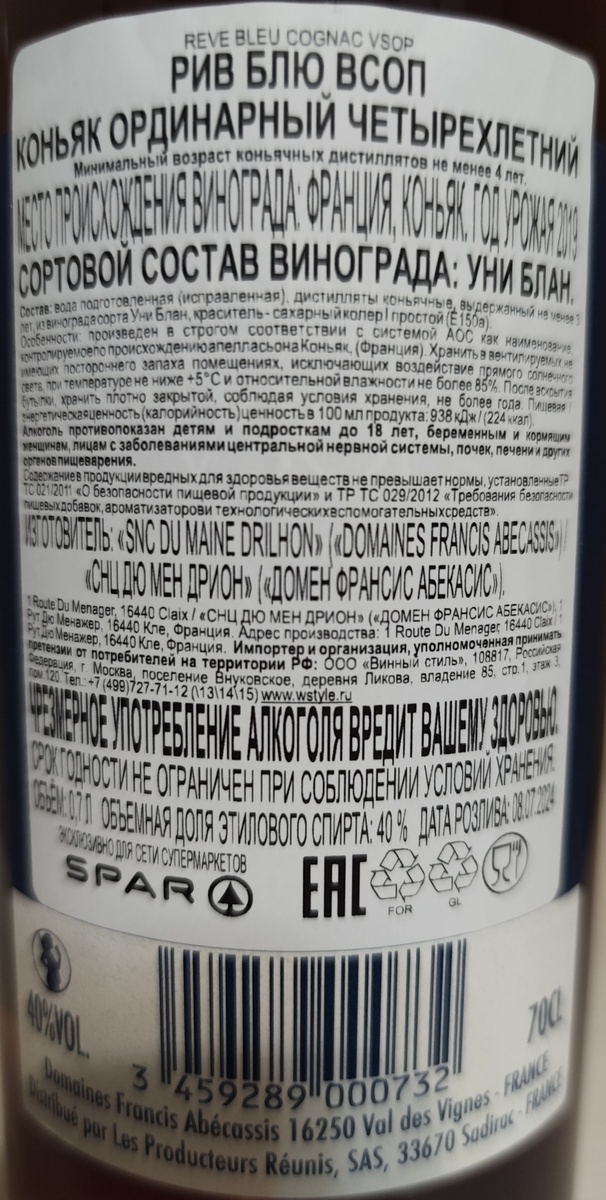 REVE BLEU COGNAC VSOP
РИВ БЛЮ ВСОП
КОНЬЯК ОРДИНАРНЫЙ ЧЕТЫРЕХЛЕТНИЙ
Минимальный возраст коньячных дистиллятов не менее 4 лет.
МЕСТО ПРОИСХОЖДЕНИЯ ВИНОГРАДА: ФРАНЦИЯ, КОНЬЯК. ГОД УРОЖАЯ 2019
СОРТОВОЙ СОСТАВ ВИНОГРАДА: УНИ БЛАН.
Состав: вода подготовленная (исправленная), дистилляты коньячные, выдержанный не менее 3
лет, из винограда сорта Уни Блан, краситель - сахарный колер I простой (Е 150а).
Особенности: произведен в строгом соответствии с системой АОС как наименование
контролируемого происхождения апелласьона Коньяк, (Франция). Хранить в вентилируемых не
имеющих постороннего запаха помещениях, исключающих воздействие прямого солнечного
света, при температуре не ниже +5°С и относительной влажности не более 85%. После вскрытия
бутылки, хранить плотно закрытой, соблюдая условия хранения, не более года. Пищевая
энергетическая ценность (калорийность) ценность в 100 мл продукта: 938 кДж / (224 ккал).
Алкоголь противопоказан детям и подросткам до 18 лет, беременным и кормящим
женщинам, лицам с заболеваниями центральной нервной системы, почек, печени и других
органов пищеварения.
Содержание в продукции вредных для здоровья веществ не превышает нормы, установленные ТР
ТС 021/2011 «О безопасности пищевой продукции» и ТР ТС 029/2012 «Требования безопасности
пищевых добавок, ароматизаторов и технологических вспомогательных средств».
ИЗГОТОВИТЕЛЬ: «SNC DU MAINE DRILHON» («DOMAINES FRANCIS ABECASSIS») /
«СНЦ ДЮ МЕН ДРИОН» («ДОМЕН ФРАНСИС АБЕКАСИС»).
1 Route Du Menager, 16440 Claix / «СНЦ ДЮ МЕН ДРИОН» («ДОМЕН ФРАНСИС АБЕКАСИС»), 1
Рут Дю Менажер, 16440 Кле, Франция. Адрес производства: 1 Route Du Menager, 16440 Claix / 1
Рут Дю Менажер, 16440 Кле, Франция. Импортер и организация, уполномоченная принимать
претензии от потребителей на территории РФ: ООО «Винный стиль», 108817, Российская
Федерация, г. Москва, поселение Внуковское, деревня Ликова, владение 85, стр.1, этаж 3,
пом.120. Тел.: +7 (499)727-71-12 (\13\14\15) www.wstyle.ru
ЧРЕЗМЕРНОЕ УПОТРЕБЛЕНИЕ АЛКОГОЛЯ ВРЕДИТ ВАШЕМУ ЗДОРОВЬЮ.
СРОК ГОДНОСТИ НЕ ОГРАНИЧЕН ПРИ СОБЛЮДЕНИИ УСЛОВИЙ ХРАНЕНИЯ.
ОБЪЁМ: 0,7 Л ОБЪЕМНАЯ ДОЛЯ ЭТИЛОВОГО СПИРТА: 40 % ДАТА РОЗЛИВА: 08.07.2024
ЭКСКЛЮЗИВНО ДЛЯ СЕТИ СУПЕРМАРКЕТОВ
SPAR
EAC
FOR
GL
40%VOL.
70CL
3 459289 000732
Domaines Francis Abécassis 16250 Val des Vignes - FRANCE
Distribué par Les Producteurs Réunis, SAS, 33670 Sadirac - FRANCE